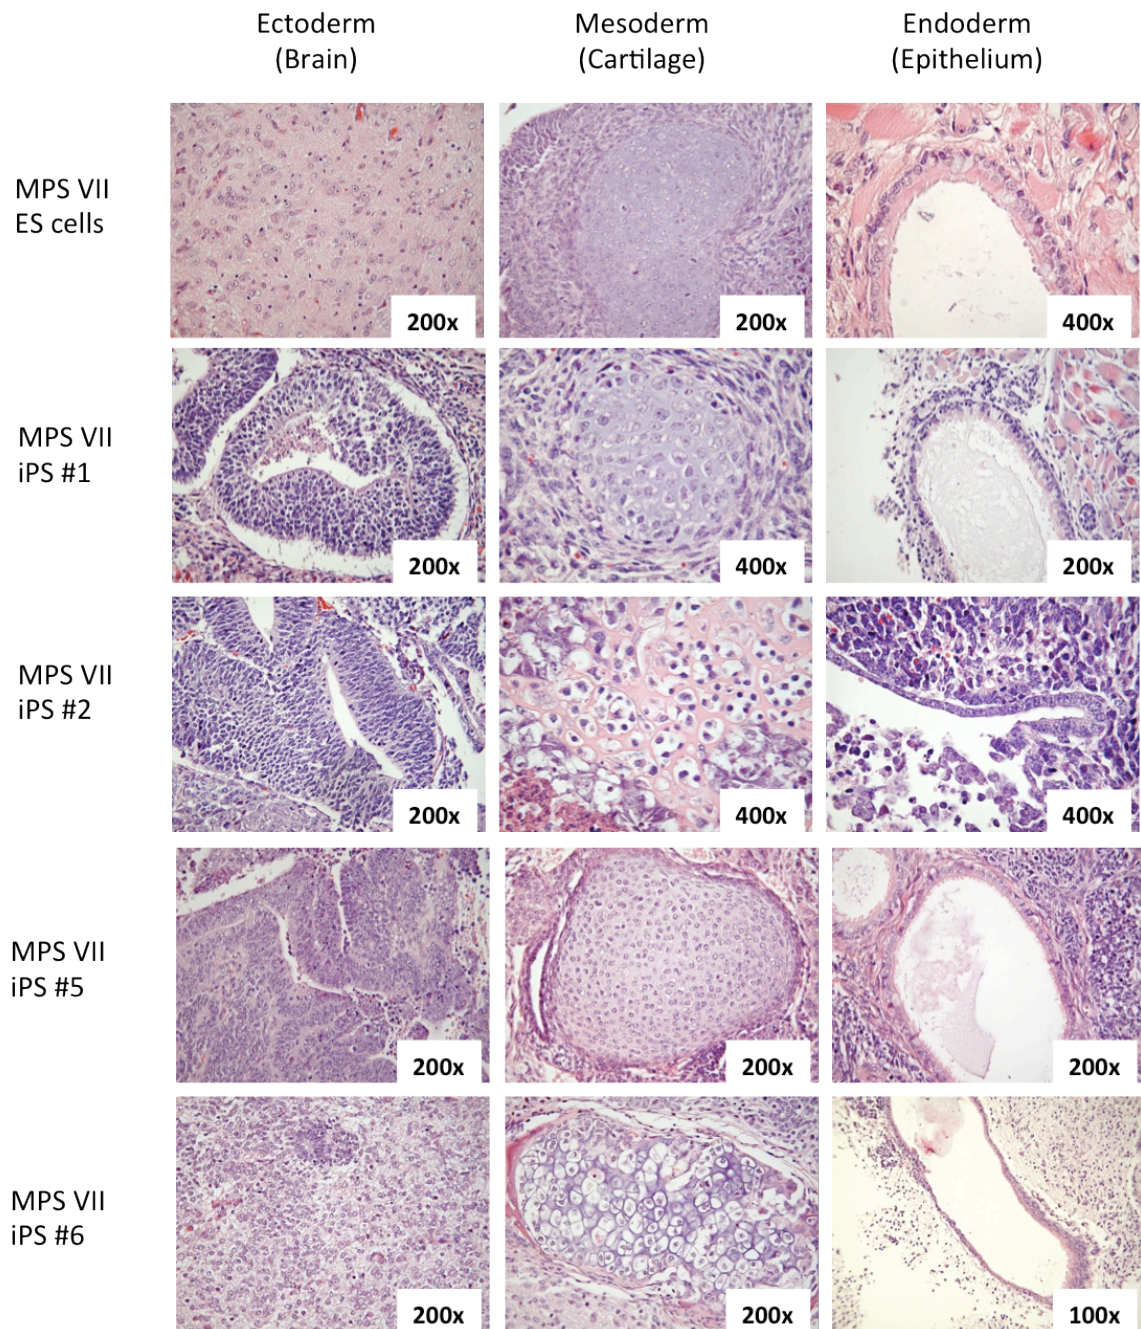 Ectoderm
(Brain)
Mesoderm
(Cartilage)
Endoderm
(Epithelium)
MPS VII
ES cells
200x
200x
400x
MPS VII
iPS #1
200x
400x
200x
MPS VII
iPS #2
200x
400x
400x
MPS VII
iPS #5
200x
200x
200x
MPS VII
iPS #6
200x
200x
100x